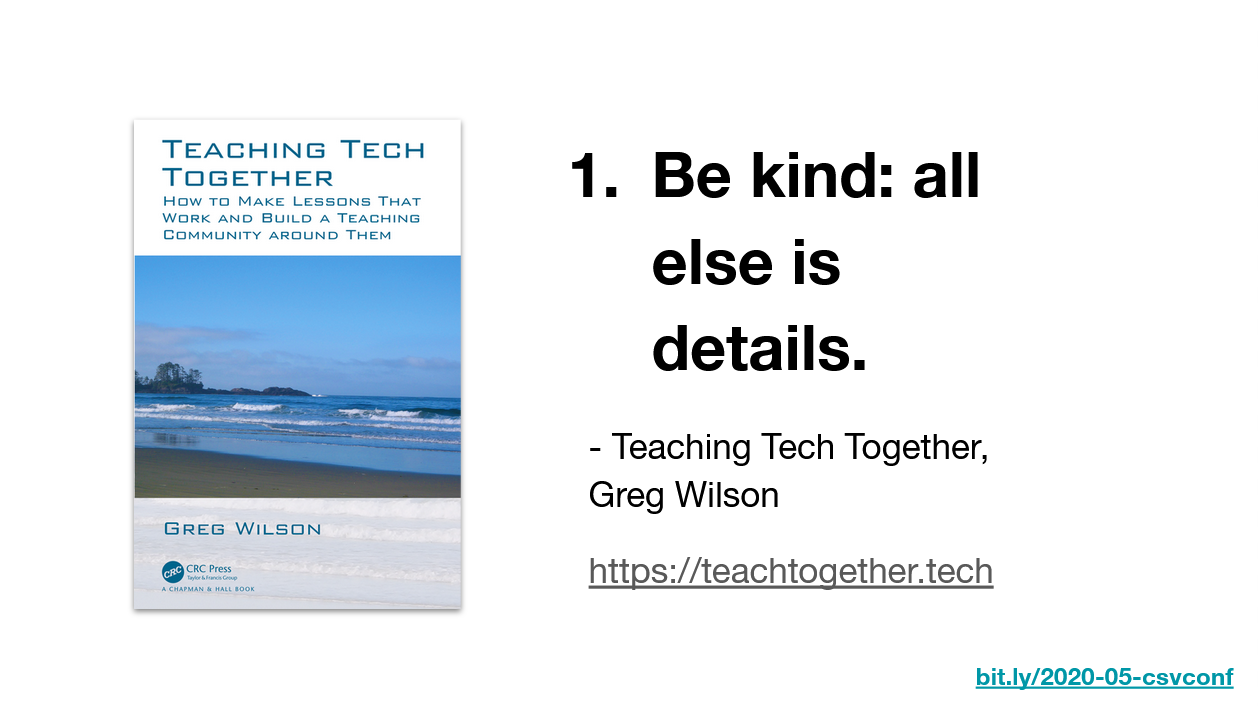 TEACHING TECH
TOGETHER
HOW TO MAKE LESSONS THAT
WORK AND BUILD A TEACHING
COMMUNITY AROUND THEM
GREG WILSON
CRC
CRC Press
Taylor & Francis Group
A CHAPMAN & HALL BOOK
1. Be kind: all
else is
details.
- Teaching Tech Together,
Greg Wilson
https://teachtogether.tech
bit.ly/2020-05-csvconf